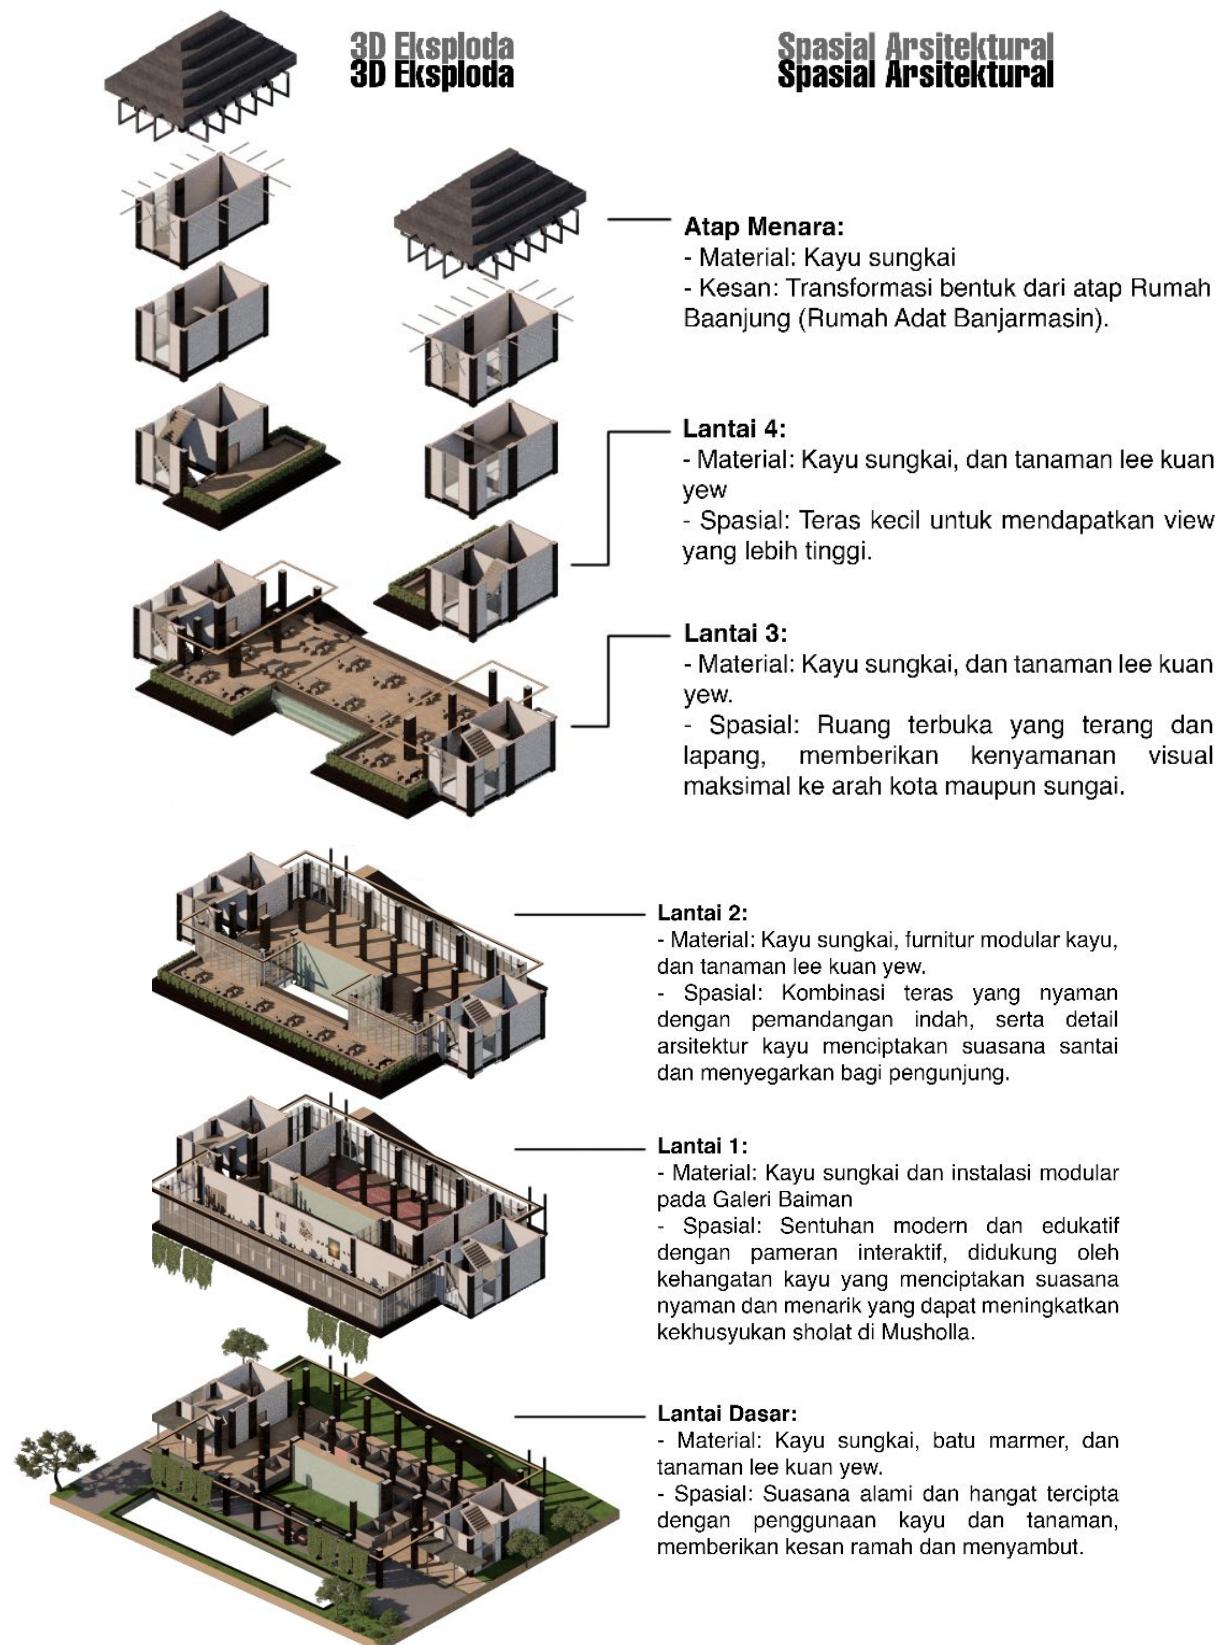 3D Eksploda
3D Eksploda
Spasial Arsitektural
Spasial Arsitektural
Atap Menara:
- Material: Kayu sungkai
- Kesan: Transformasi bentuk dari atap Rumah
Baanjung (Rumah Adat Banjarmasin).
Lantai 4:
- Material: Kayu sungkai, dan tanaman lee kuan
yew
- Spasial: Teras kecil untuk mendapatkan view
yang lebih tinggi.
Lantai 3:
- Material: Kayu sungkai, dan tanaman lee kuan
yew.
- Spasial: Ruang terbuka yang terang dan
lapang, memberikan kenyamanan visual
maksimal ke arah kota maupun sungai.
Lantai 2:
- Material: Kayu sungkai, furnitur modular kayu,
dan tanaman lee kuan yew.
- Spasial: Kombinasi teras yang nyaman
dengan pemandangan indah, serta detail
arsitektur kayu menciptakan suasana santai
dan menyegarkan bagi pengunjung.
Lantai 1:
- Material: Kayu sungkai dan instalasi modular
pada Galeri Baiman
- Spasial: Sentuhan modern dan edukatif
dengan pameran interaktif, didukung oleh
kehangatan kayu yang menciptakan suasana
nyaman dan menarik yang dapat meningkatkan
kekhusyukan sholat di Musholla.
Lantai Dasar:
- Material: Kayu sungkai, batu marmer, dan
tanaman lee kuan yew.
- Spasial: Suasana alami dan hangat tercipta
dengan penggunaan kayu dan tanaman,
memberikan kesan ramah dan menyambut.